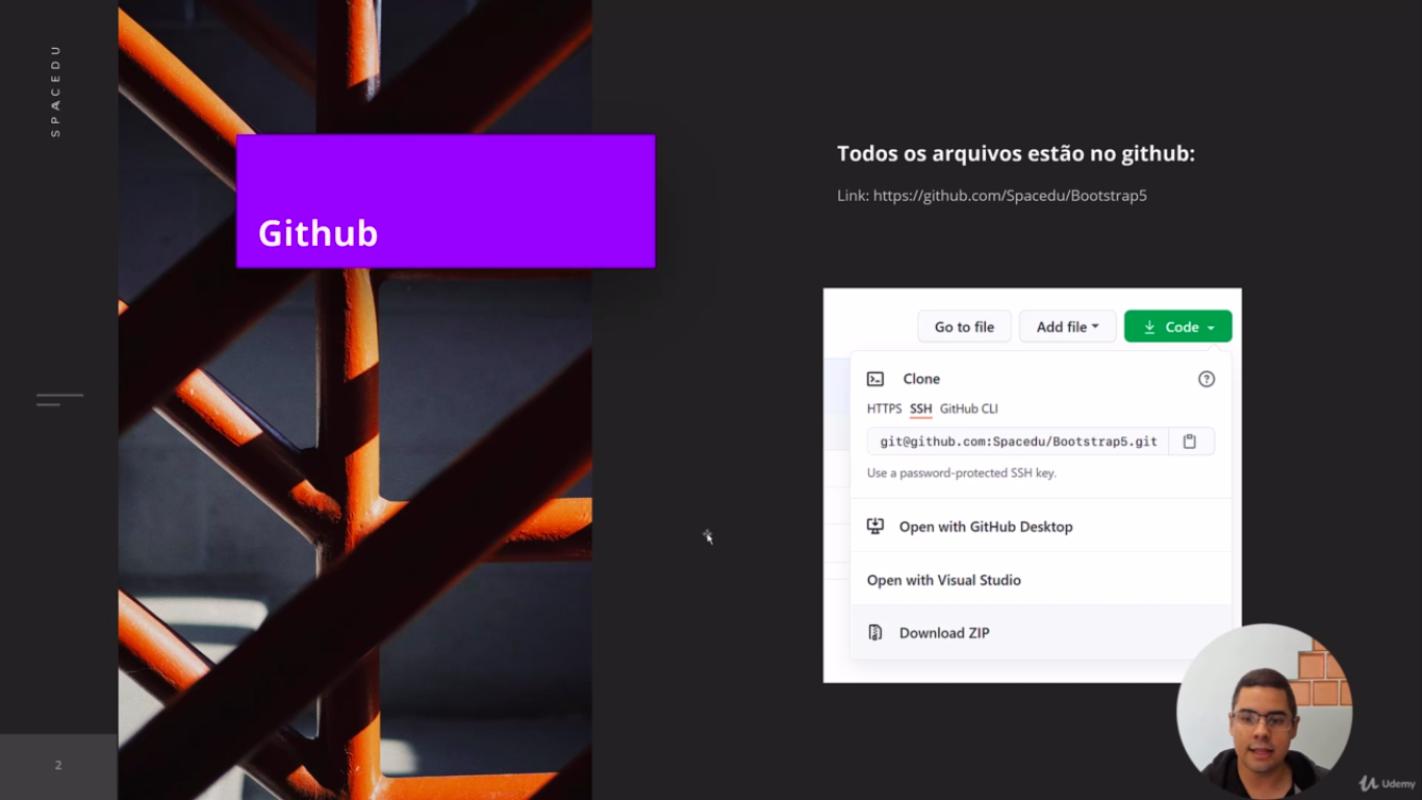 SPACEDU
Github
Todos os arquivos estão no github:
Link: https://github.com/Spacedu/Bootstrap5
Go to file
Add file
Code
Clone
HTTPS SSH GitHub CLI
git@github.com:Spacedu/Bootstrap5.git
Use a password-protected SSH key.
Open with GitHub Desktop
Open with Visual Studio
Download ZIP
2
Udemy